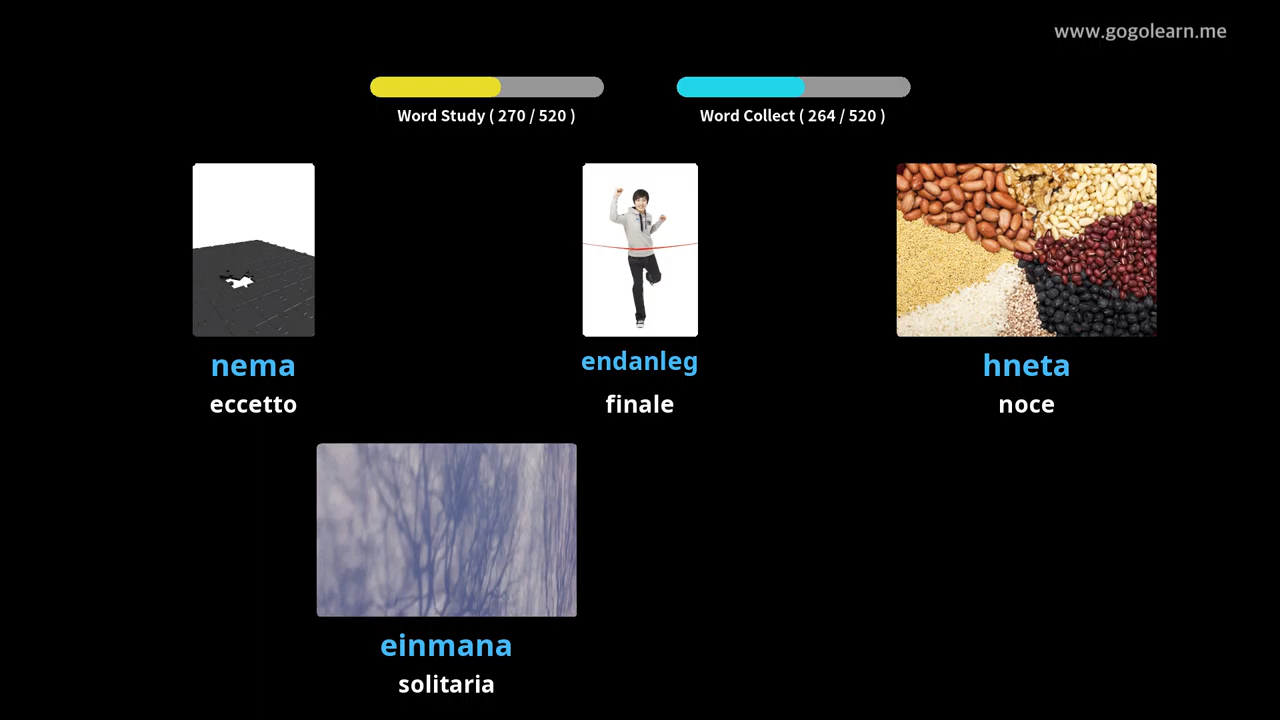 www.gogolearn.me
Word Study ( 270 / 520 )
Word Collect ( 264 / 520 )
nema
eccetto
endanleg
finale
hneta
noce
einmana
solitaria